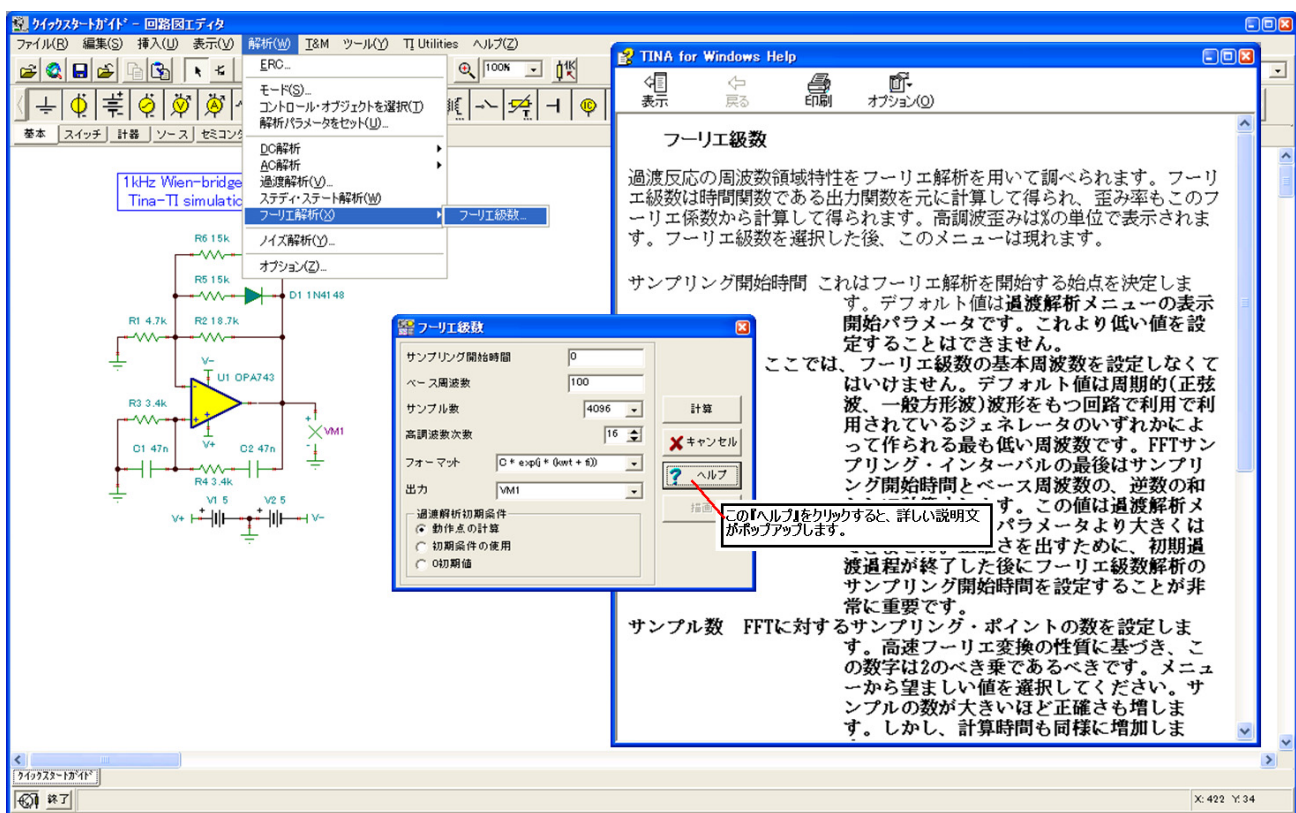 クイックスタートガイド - 回路図エディタ
ファイル(R) 編集(S) 挿入(U) 表示(V) 解析(W) T&M ツール(Y) TI Utilities ヘルプ(Z)
100%
基本 スイッチ 計器 ソース セミコンダ
ERC...
モード(S)...
コントロール・オブジェクトを選択(T)
解析パラメータをセット(U)...
DC解析
AC解析
過渡解析(V)...
ステディ・ステート解析(W)
フーリエ解析(X)
フーリエ級数...
ノイズ解析(Y)...
オプション(Z)...
1kHz Wien-bridge
Tina-TI simulatio
R6 15k
R5 15k
D1 1N4148
R1 4.7k
R2 18.7k
V-
U1 OPA743
R3 3.4k
V+
VM1
C1 47n
C2 47n
R4 3.4k
V1 5
V2 5
V+
V-
フーリエ級数
サンプリング開始時間 0
ベース周波数 100
サンプル数 4096
高調波数次数 16
フォーマット C * exp(j * (kwt + fi))
出力 VM1
過渡解析初期条件
動作点の計算
初期条件の使用
0初期値
計算
キャンセル
ヘルプ
描画
この『ヘルプ』をクリックすると、詳しい説明文
がポップアップします。
TINA for Windows Help
表示 戻る 印刷 オプション(O)
フーリエ級数
過渡反応の周波数領域特性をフーリエ解析を用いて調べられます。フーリ
エ級数は時間関数である出力関数を元に計算して得られ、歪み率もこのフ
ーリエ係数から計算して得られます。高調波歪みは%の単位で表示されま
す。フーリエ級数を選択した後、このメニューは現れます。
サンプリング開始時間 これはフーリエ解析を開始する始点を決定しま
す。デフォルト値は過渡解析メニューの表示
開始パラメータです。これより低い値を設
定することはできません。
ここでは、フーリエ級数の基本周波数を設定しなくて
はいけません。デフォルト値は周期的(正弦
波、一般方形波)波形をもつ回路で利用で利
用されているジェネレータのいずれかによ
って作られる最も低い周波数です。FFTサン
プリング・インターバルの最後はサンプリ
ング開始時間とベース周波数の、逆数の和
す。この値は過渡解析メ
パラメータより大きくは
さを出すために、初期過
渡過程が終了した後にフーリエ級数解析の
サンプリング開始時間を設定することが非
常に重要です。
サンプル数 FFTに対するサンプリング・ポイントの数を設定しま
す。高速フーリエ変換の性質に基づき、こ
の数字は2のべき乗であるべきです。メニュ
ーから望ましい値を選択してください。サ
ンプルの数が大きいほど正確さも増しま
す。しかし、計算時間も同様に増加しま
クイックスタートガイド
終了
X: 422 Y: 34